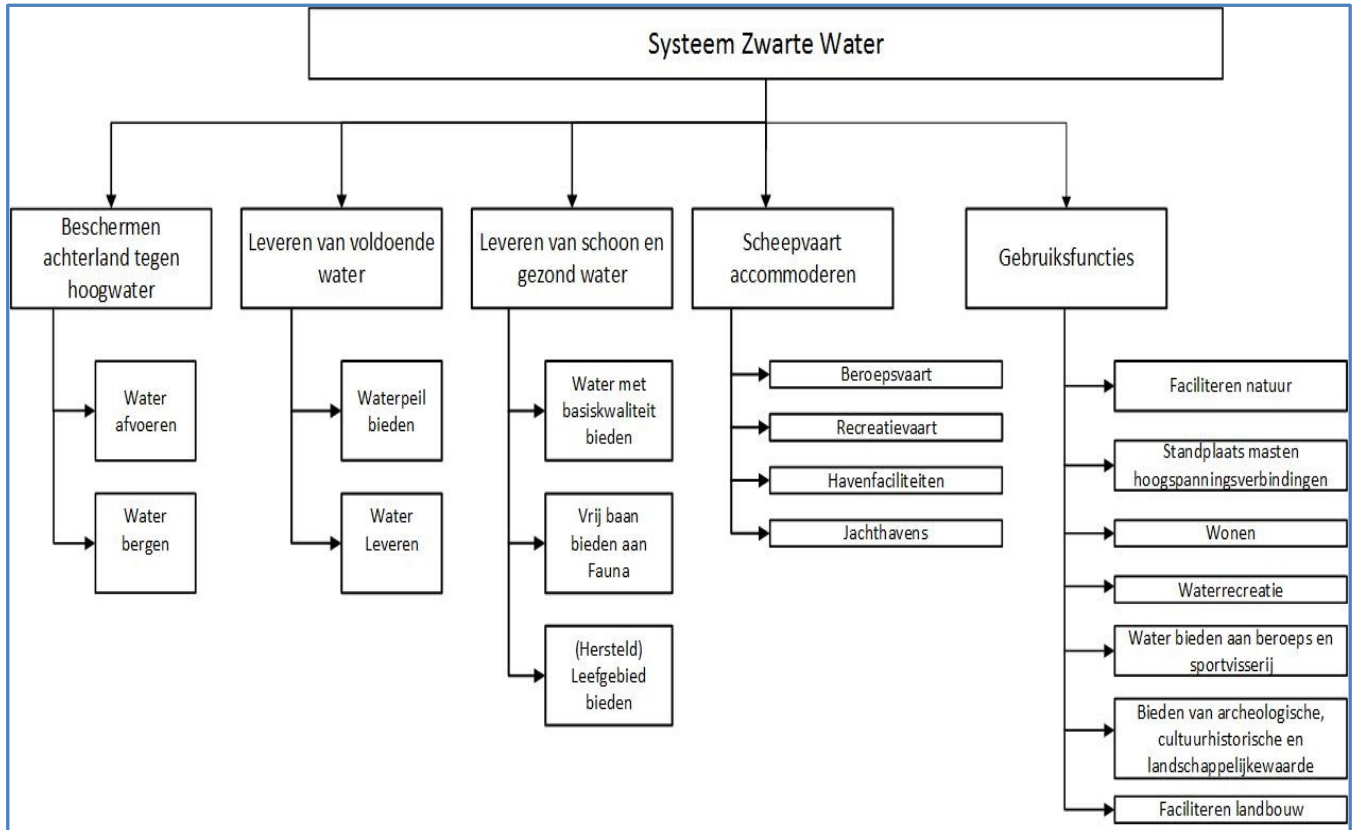 Systeem Zwarte Water
Beschermen
achterland tegen
hoogwater
Water
afvoeren
Water
bergen
Leveren van voldoende
water
Waterpeil
bieden
Water
Leveren
Leveren van schoon en
gezond water
Water met
basiskwaliteit
bieden
Vrij baan
bieden aan
Fauna
(Hersteld)
Leefgebied
bieden
Scheepvaart
accommoderen
Beroepsvaart
Recreatievaart
Havenfaciliteiten
Jachthavens
Gebruiksfuncties
Faciliteren natuur
Standplaats masten
hoogspanningsverbindingen
Wonen
Waterrecreatie
Water bieden aan beroeps en
sportvisserij
Bieden van archeologische,
cultuurhistorische en
landschappelijkewaarde
Faciliteren landbouw